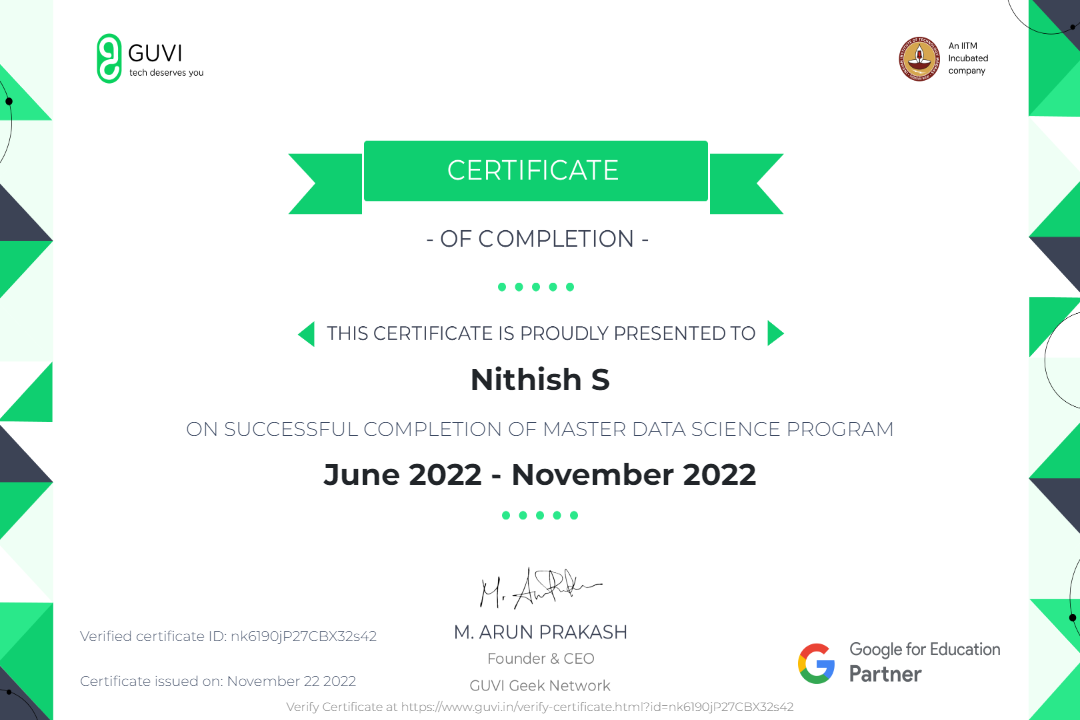 GUVI
tech deserves you
An IITM
Incubated
company
CERTIFICATE
- OF COMPLETION -
THIS CERTIFICATE IS PROUDLY PRESENTED TO
Nithish S
ON SUCCESSFUL COMPLETION OF MASTER DATA SCIENCE PROGRAM
June 2022 - November 2022
M. ARUN PRAKASH
Founder & CEO
GUVI Geek Network
Verified certificate ID: nk6190jP27CBX32s42
Certificate issued on: November 22 2022
Google for Education
Partner
Verify Certificate at https://www.guvi.in/verify-certificate.html?id=nk6190jP27CBX32s42